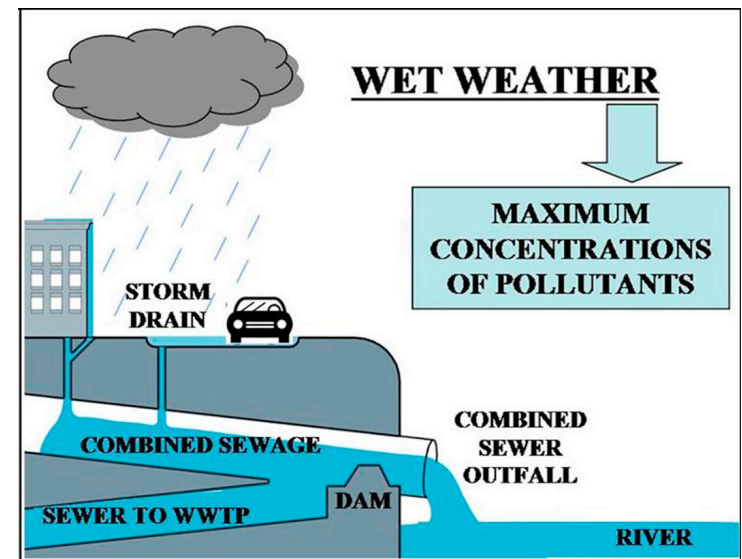 WET WEATHER
MAXIMUM
CONCENTRATIONS
OF POLLUTANTS
STORM
DRAIN
COMBINED
SEWER
OUTFALL
COMBINED SEWAGE
DAM
SEWER TO WWTP
RIVER